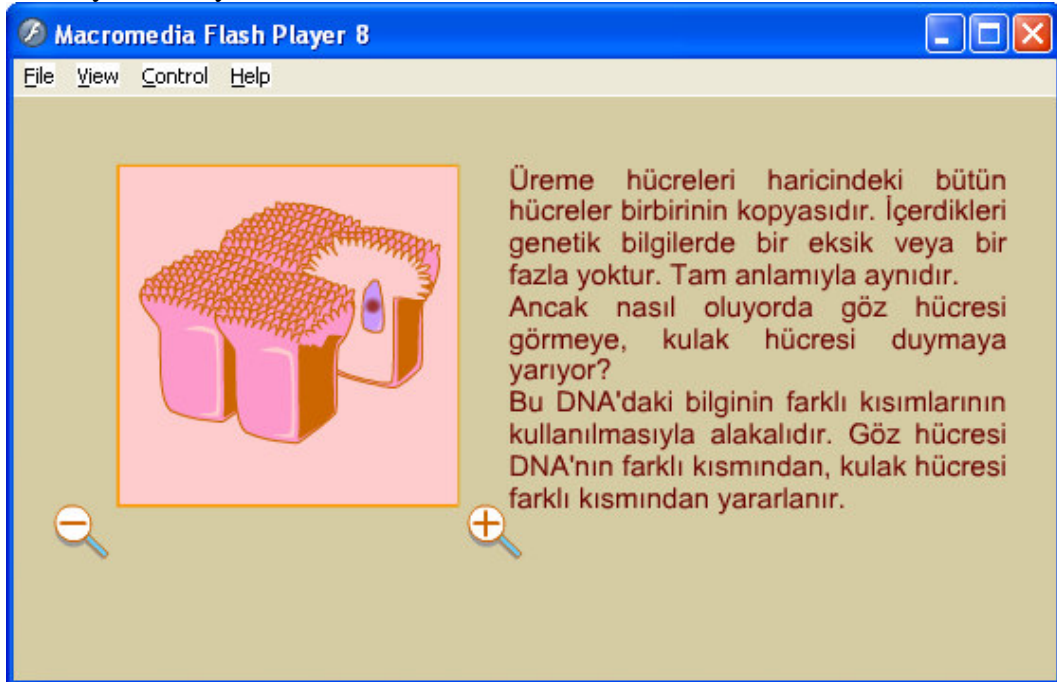 Macromedia Flash Player 8
File View Control Help
Üreme hücreleri haricindeki bütün
hücreler birbirinin kopyasıdır. İçerdikleri
genetik bilgilerde bir eksik veya bir
fazla yoktur. Tam anlamıyla aynıdır.
Ancak nasıl oluyorda göz hücresi
görmeye, kulak hücresi duymaya
yarıyor?
Bu DNA'daki bilginin farklı kısımlarının
kullanılmasıyla alakalıdır. Göz hücresi
DNA'nın farklı kısmından, kulak hücresi
farklı kısmından yararlanır.